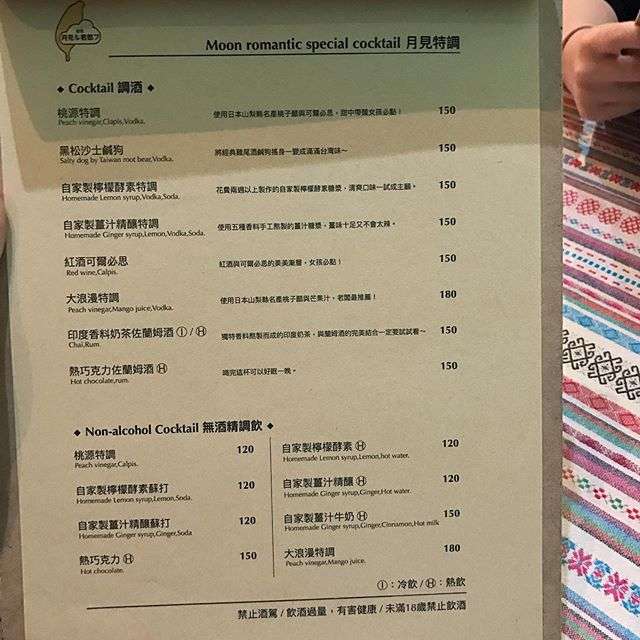 月見ル君想フ
Moon romantic special cocktail 月見特調
◆ Cocktail 調酒 ◆
桃源特調 使用日本山梨縣名產桃子醋與可爾必思，甜中帶酸女孩必點！ 150
Peach vinegar,Clapis,Vodka.
黑松沙士鹹狗 將經典雞尾酒鹹狗搖身一變成滿滿台灣味～ 150
Salty dog by Taiwan root bear,Vodka.
自家製檸檬酵素特調 花費兩週以上製作的自家製檸檬酵素糖漿，清爽口味一試成主顧。 150
Homemade Lemon syrup,Vodka,Soda.
自家製薑汁精釀特調 使用五種香料手工熬製的薑汁糖漿，薑味十足又不會太辣。 150
Homemade Ginger syrup,Lemon,Vodka,Soda.
紅酒可爾必思 紅酒與可爾必思的美美漸層，女孩必點！ 150
Red wine,Calpis.
大浪漫特調 使用日本山梨縣名產桃子醋與芒果汁，老闆最推薦！ 180
Peach vinegar,Mango juice,Vodka.
印度香料奶茶佐蘭姆酒 Ⓘ / Ⓗ 獨特香料熬製而成的印度奶茶，與蘭姆酒的完美結合一定要試試看～ 150
Chai,Rum.
熱巧克力佐蘭姆酒 Ⓗ 喝完這杯可以好眠一晚。 150
Hot chocolate,rum.
◆ Non-alcohol Cocktail 無酒精調飲 ◆
桃源特調 120
Peach vinegar,Calpis.
自家製檸檬酵素蘇打 120
Homemade Lemon syrup,Lemon,Soda.
自家製薑汁精釀蘇打 120
Homemade Ginger syrup,Ginger,Soda
熱巧克力 Ⓗ 150
Hot chocolate.
自家製檸檬酵素 Ⓗ 120
Homemade Lemon syrup,Lemon,hot water.
自家製薑汁精釀 Ⓗ 120
Homemade Ginger syrup,Ginger,Hot water.
自家製薑汁牛奶 Ⓗ 150
Homemade Ginger syrup,Ginger,Cinnamon,Hot milk
大浪漫特調 180
Peach vinegar,Mango juice.
Ⓘ：冷飲 / Ⓗ：熱飲
禁止酒駕 / 飲酒過量，有害健康 / 未滿18歲禁止飲酒